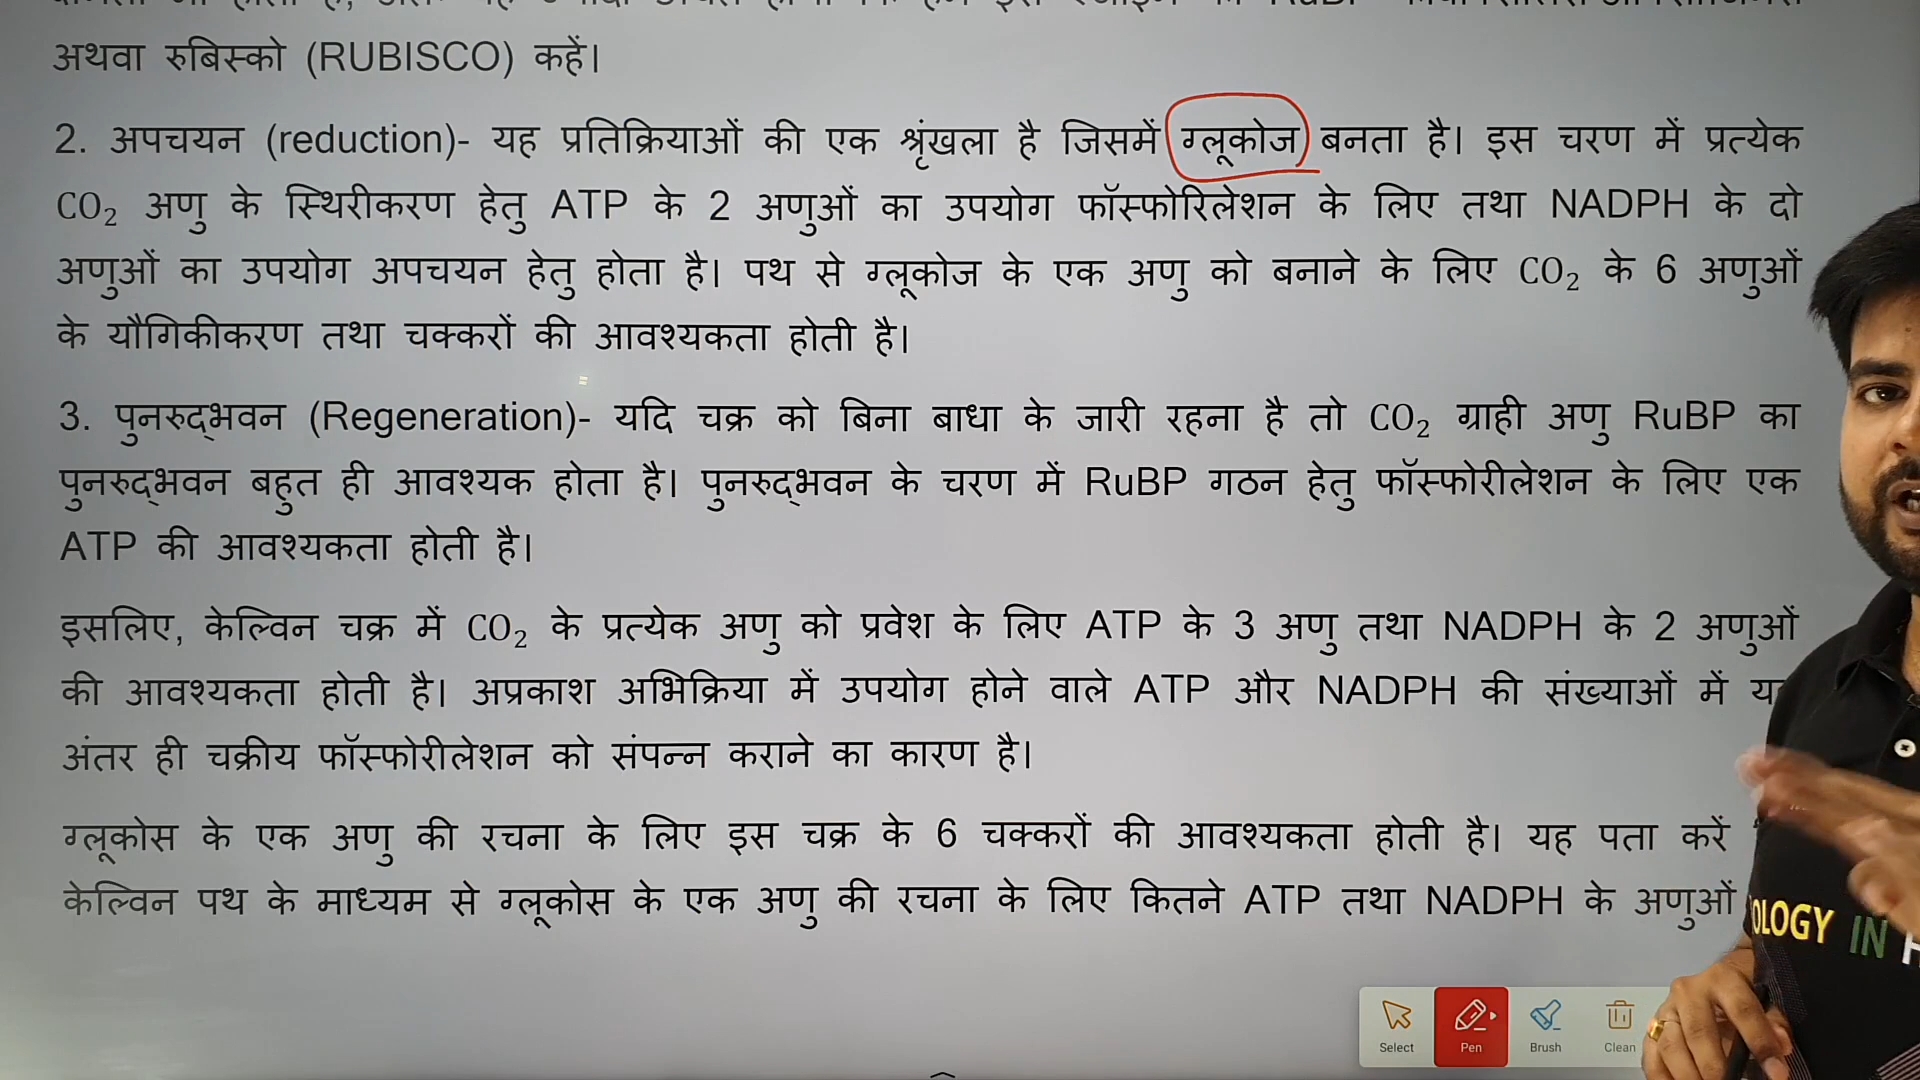 अथवा रुबिस्को (RUBISCO) कहें।
2. अपचयन (reduction)- यह प्रतिक्रियाओं की एक श्रृंखला है जिसमें ग्लूकोज बनता है। इस चरण में प्रत्येक
CO₂ अणु के स्थिरीकरण हेतु ATP के 2 अणुओं का उपयोग फॉस्फोरिलेशन के लिए तथा NADPH के दो
अणुओं का उपयोग अपचयन हेतु होता है। पथ से ग्लूकोज के एक अणु को बनाने के लिए CO₂ के 6 अणुओं
के यौगिकीकरण तथा चक्करों की आवश्यकता होती है।
3. पुनरुद्भवन (Regeneration)- यदि चक्र को बिना बाधा के जारी रहना है तो CO₂ ग्राही अणु RuBP का
पुनरुद्भवन बहुत ही आवश्यक होता है। पुनरुद्भवन के चरण में RuBP गठन हेतु फॉस्फोरीलेशन के लिए एक
ATP की आवश्यकता होती है।
इसलिए, केल्विन चक्र में CO₂ के प्रत्येक अणु को प्रवेश के लिए ATP के 3 अणु तथा NADPH के 2 अणुओं
की आवश्यकता होती है। अप्रकाश अभिक्रिया में उपयोग होने वाले ATP और NADPH की संख्याओं में
अंतर ही चक्रीय फॉस्फोरीलेशन को संपन्न कराने का कारण है।
ग्लूकोस के एक अणु की रचना के लिए इस चक्र के 6 चक्करों की आवश्यकता होती है। यह पता करें
केल्विन पथ के माध्यम से ग्लूकोस के एक अणु की रचना के लिए कितने ATP तथा NADPH के अणुओं
OLOGY IN
Select Pen Brush Clean